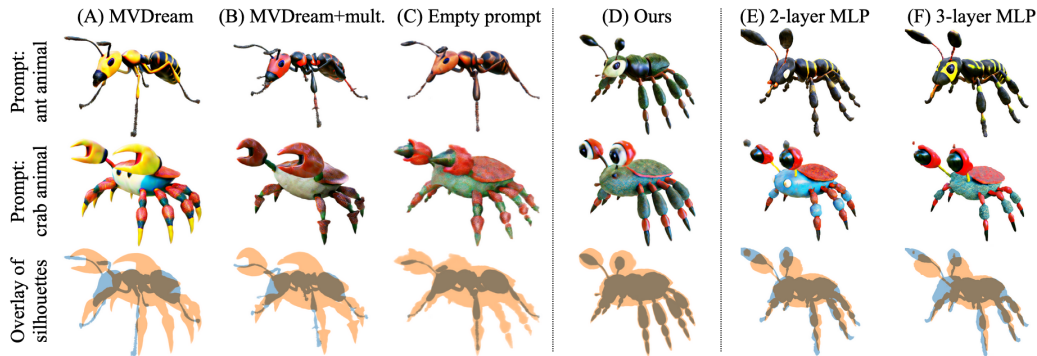 (A) MVDream (B) MVDream+mult. (C) Empty prompt (D) Ours (E) 2-layer MLP (F) 3-layer MLP
Prompt:
ant animal
Prompt:
crab animal
Overlay of
silhouettes